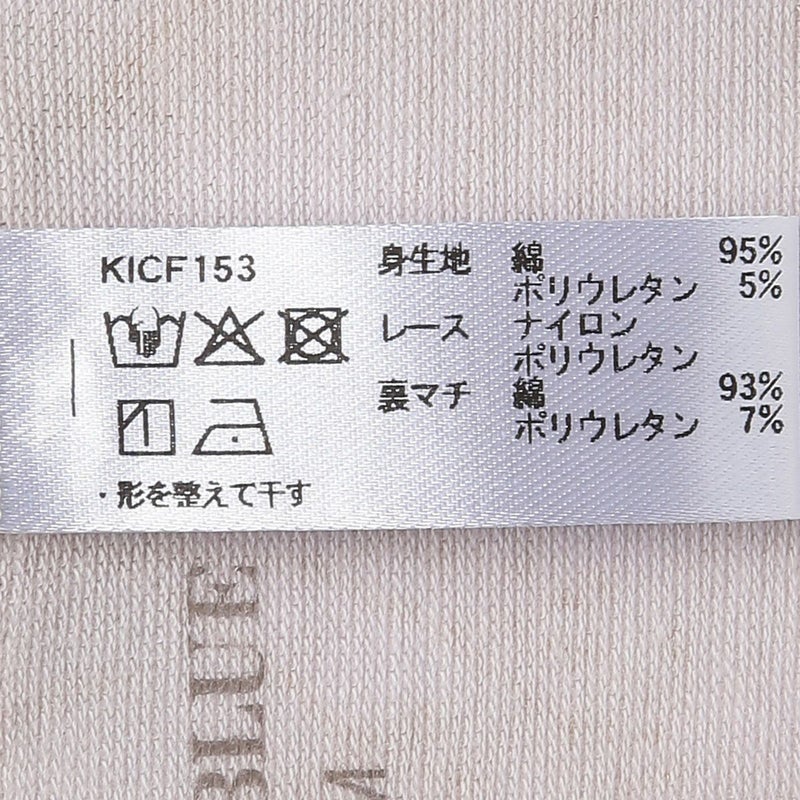 KICF153
身生地 綿 95%
ポリウレタン 5%
レース ナイロン
ポリウレタン
裏マチ 綿 93%
ポリウレタン 7%
・形を整えて干す
BLUE